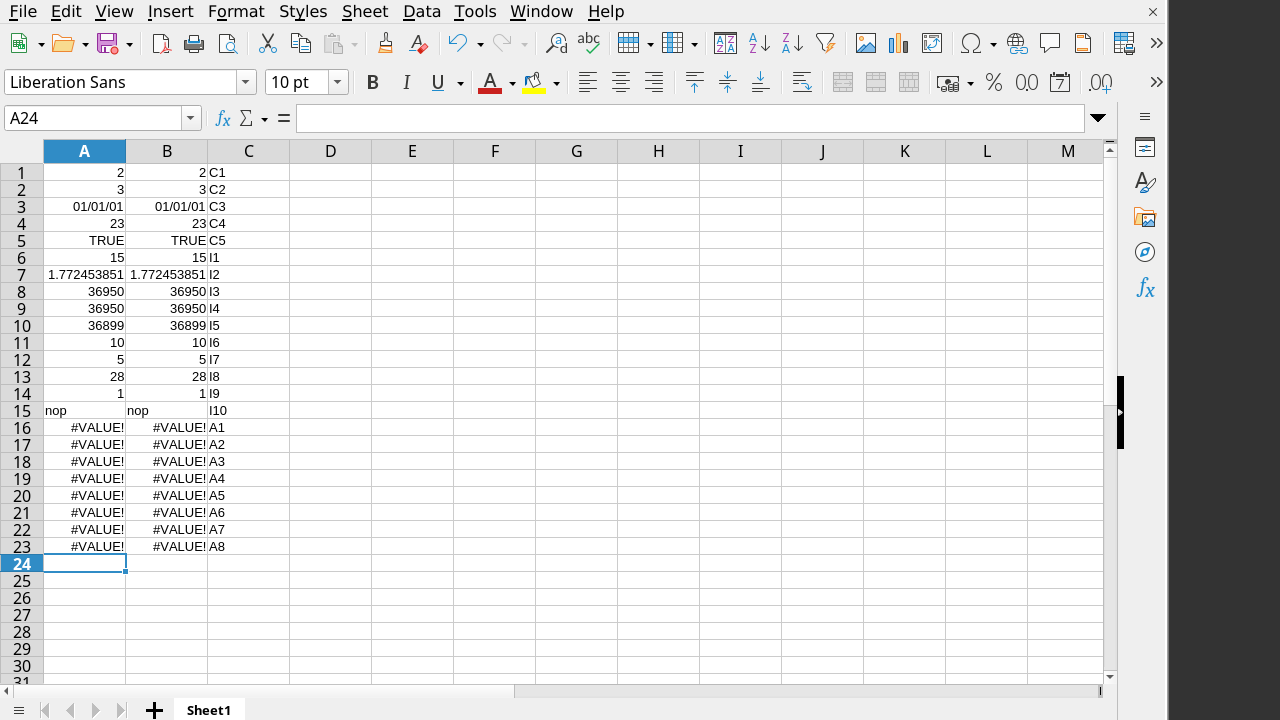 File Edit View Insert Format Styles Sheet Data Tools Window Help
Liberation Sans 10 pt
A24
A B C D E F G H I J K L M
1 2 2 C1
2 3 3 C2
3 01/01/01 01/01/01 C3
4 23 23 C4
5 TRUE TRUE C5
6 15 15 I1
7 1.772453851 1.772453851 I2
8 36950 36950 I3
9 36950 36950 I4
10 36899 36899 I5
11 10 10 I6
12 5 5 I7
13 28 28 I8
14 1 1 I9
15 nop nop I10
16 #VALUE! #VALUE! A1
17 #VALUE! #VALUE! A2
18 #VALUE! #VALUE! A3
19 #VALUE! #VALUE! A4
20 #VALUE! #VALUE! A5
21 #VALUE! #VALUE! A6
22 #VALUE! #VALUE! A7
23 #VALUE! #VALUE! A8
24
25
26
27
28
29
30
31
Sheet1